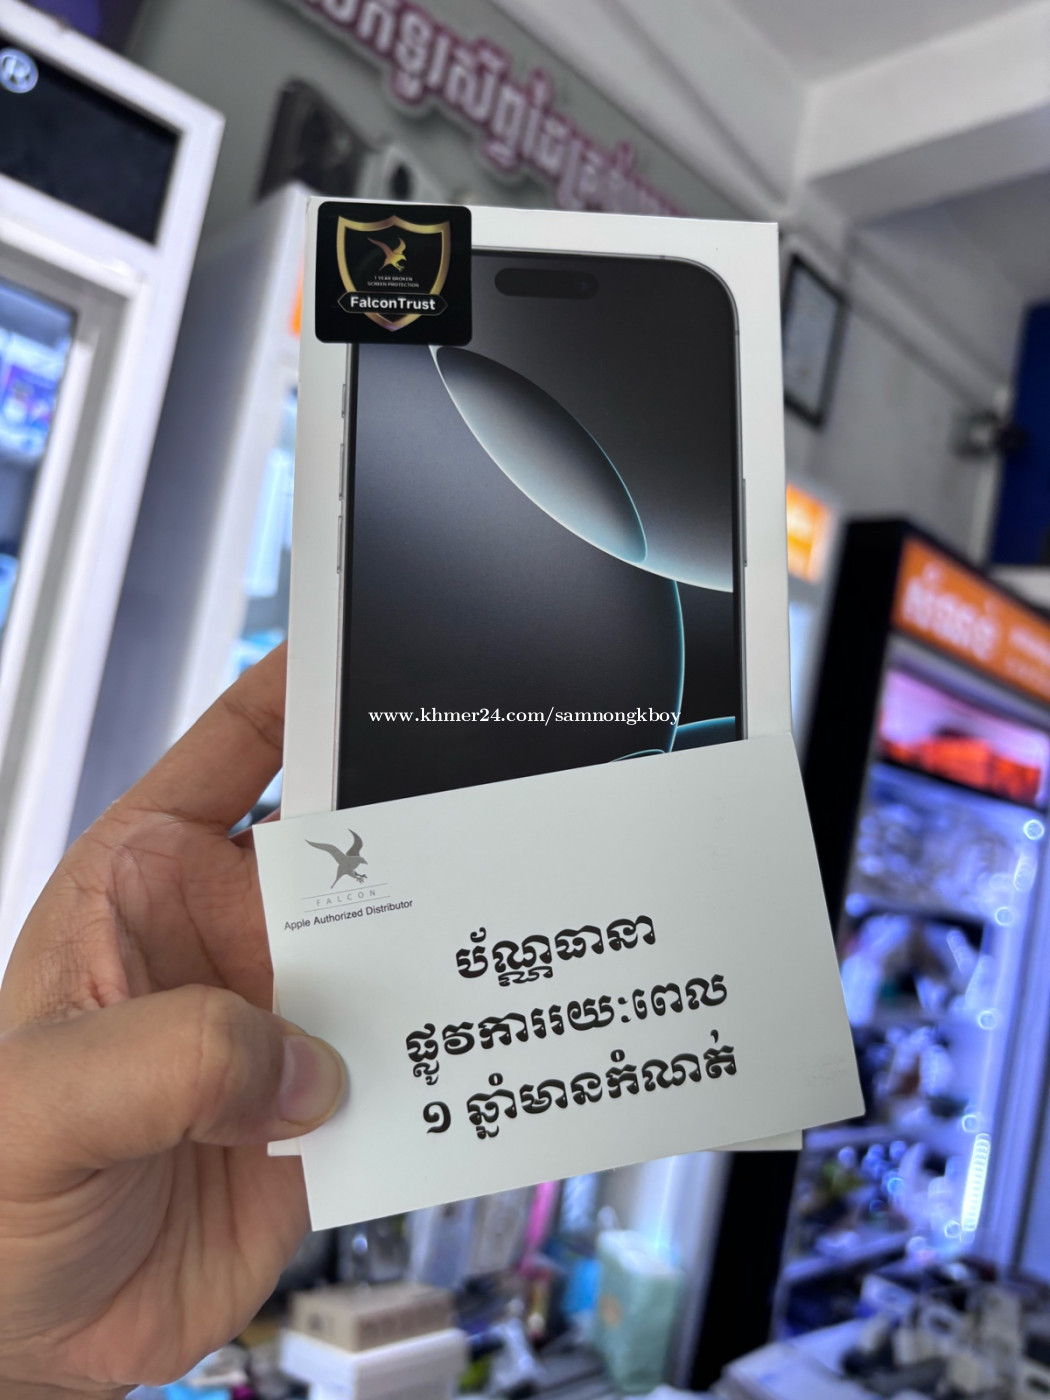 1 YEAR BROKEN
SCREEN PROTECTION
FalconTrust
www.khmer24.com/samnongkboy
FALCON
Apple Authorized Distributor
ប័ណ្ណធានា
ផ្លូវការរយៈពេល
១ ឆ្នាំមានកំណត់